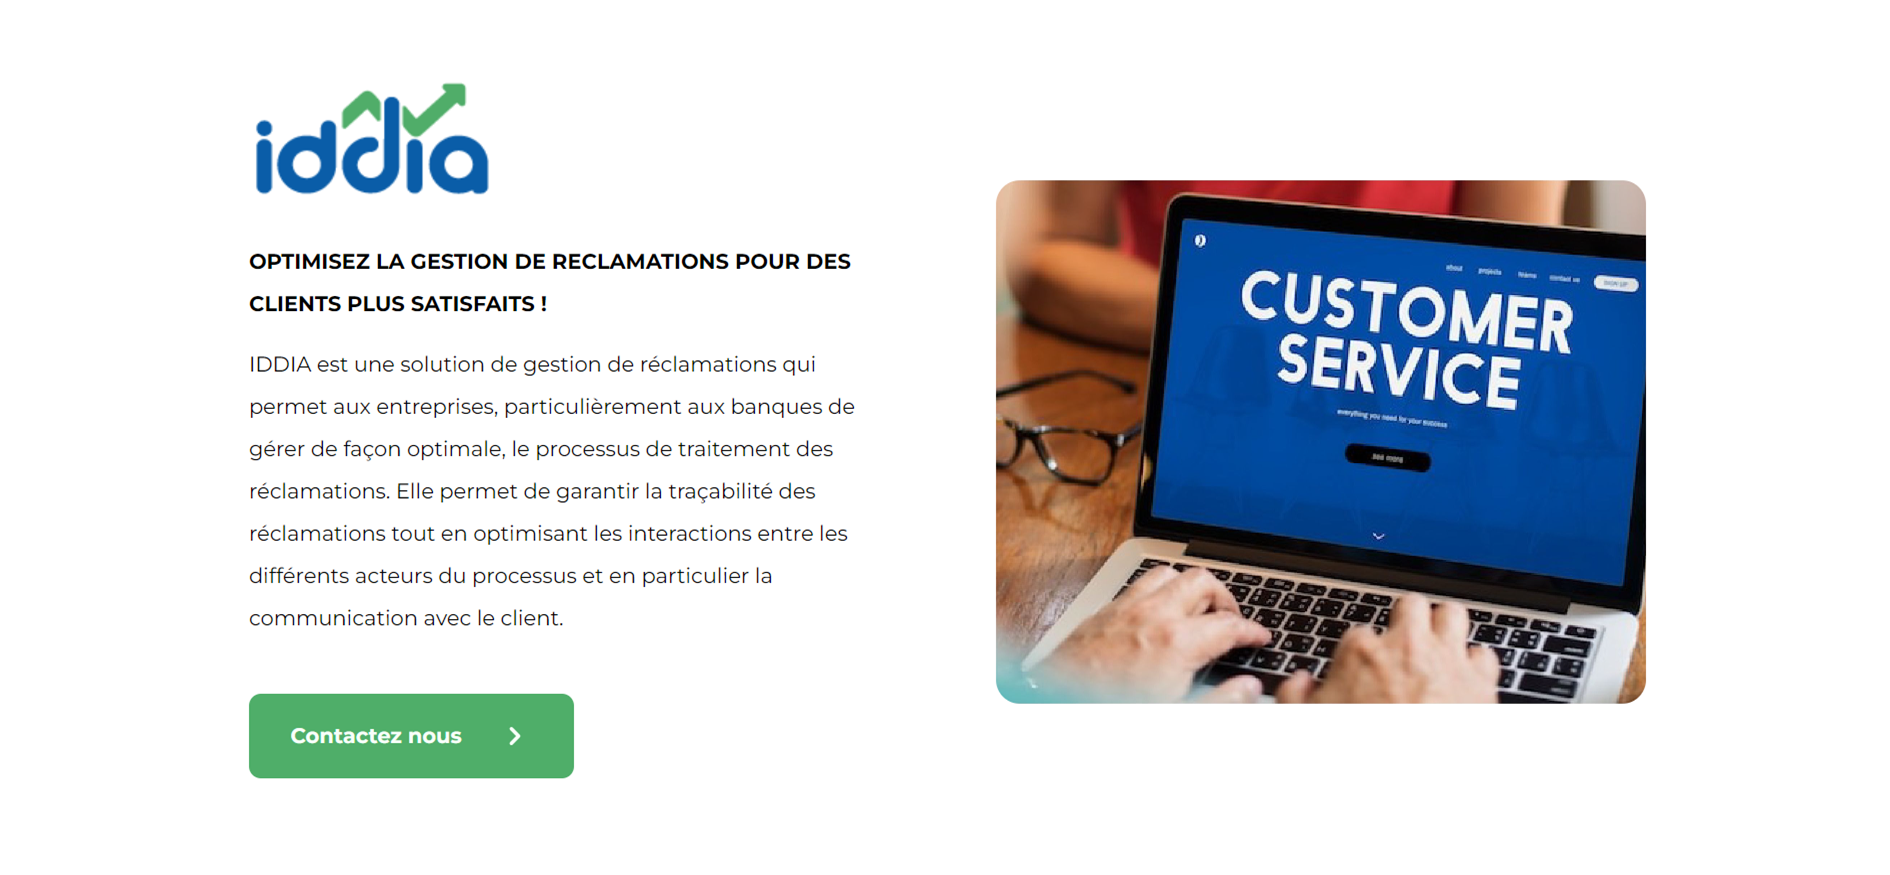 iddia
OPTIMISEZ LA GESTION DE RECLAMATIONS POUR DES
CLIENTS PLUS SATISFAITS !
IDDIA est une solution de gestion de réclamations qui
permet aux entreprises, particulièrement aux banques de
gérer de façon optimale, le processus de traitement des
réclamations. Elle permet de garantir la traçabilité des
réclamations tout en optimisant les interactions entre les
différents acteurs du processus et en particulier la
communication avec le client.
Contactez nous
about projects teams contact us SIGN UP
CUSTOMER
SERVICE
everything you need for your success
see more